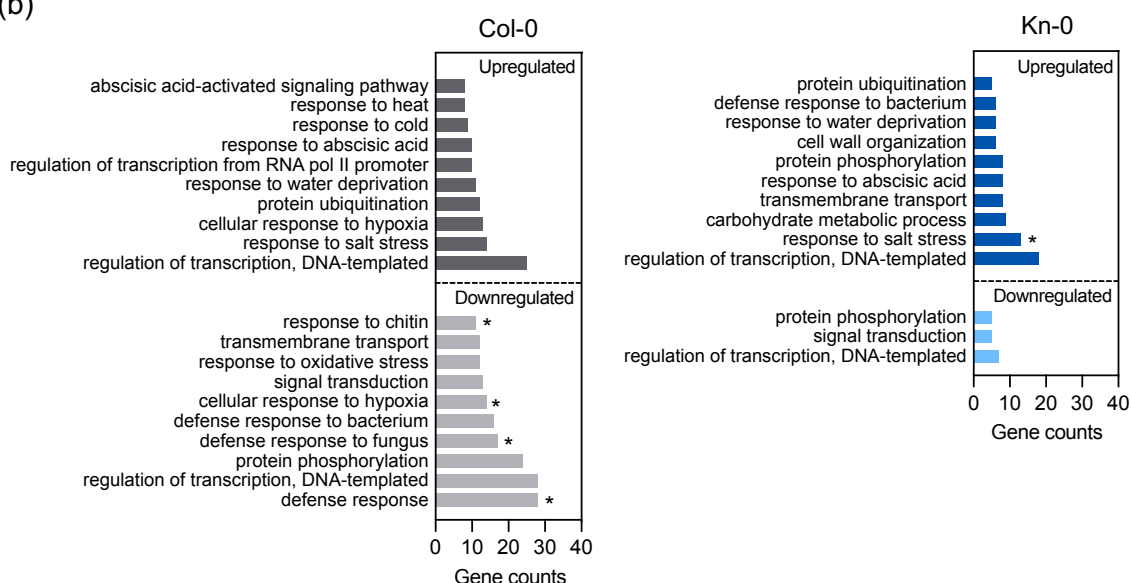 (b)
Col-0
Upregulated
abscisic acid-activated signaling pathway
response to heat
response to cold
response to abscisic acid
regulation of transcription from RNA pol II promoter
response to water deprivation
protein ubiquitination
cellular response to hypoxia
response to salt stress
regulation of transcription, DNA-templated
Downregulated
response to chitin *
transmembrane transport
response to oxidative stress
signal transduction
cellular response to hypoxia *
defense response to bacterium
defense response to fungus *
protein phosphorylation
regulation of transcription, DNA-templated
defense response *
0 10 20 30 40
Gene counts
Kn-0
Upregulated
protein ubiquitination
defense response to bacterium
response to water deprivation
cell wall organization
protein phosphorylation
response to abscisic acid
transmembrane transport
carbohydrate metabolic process
response to salt stress *
regulation of transcription, DNA-templated
Downregulated
protein phosphorylation
signal transduction
regulation of transcription, DNA-templated
0 10 20 30 40
Gene counts